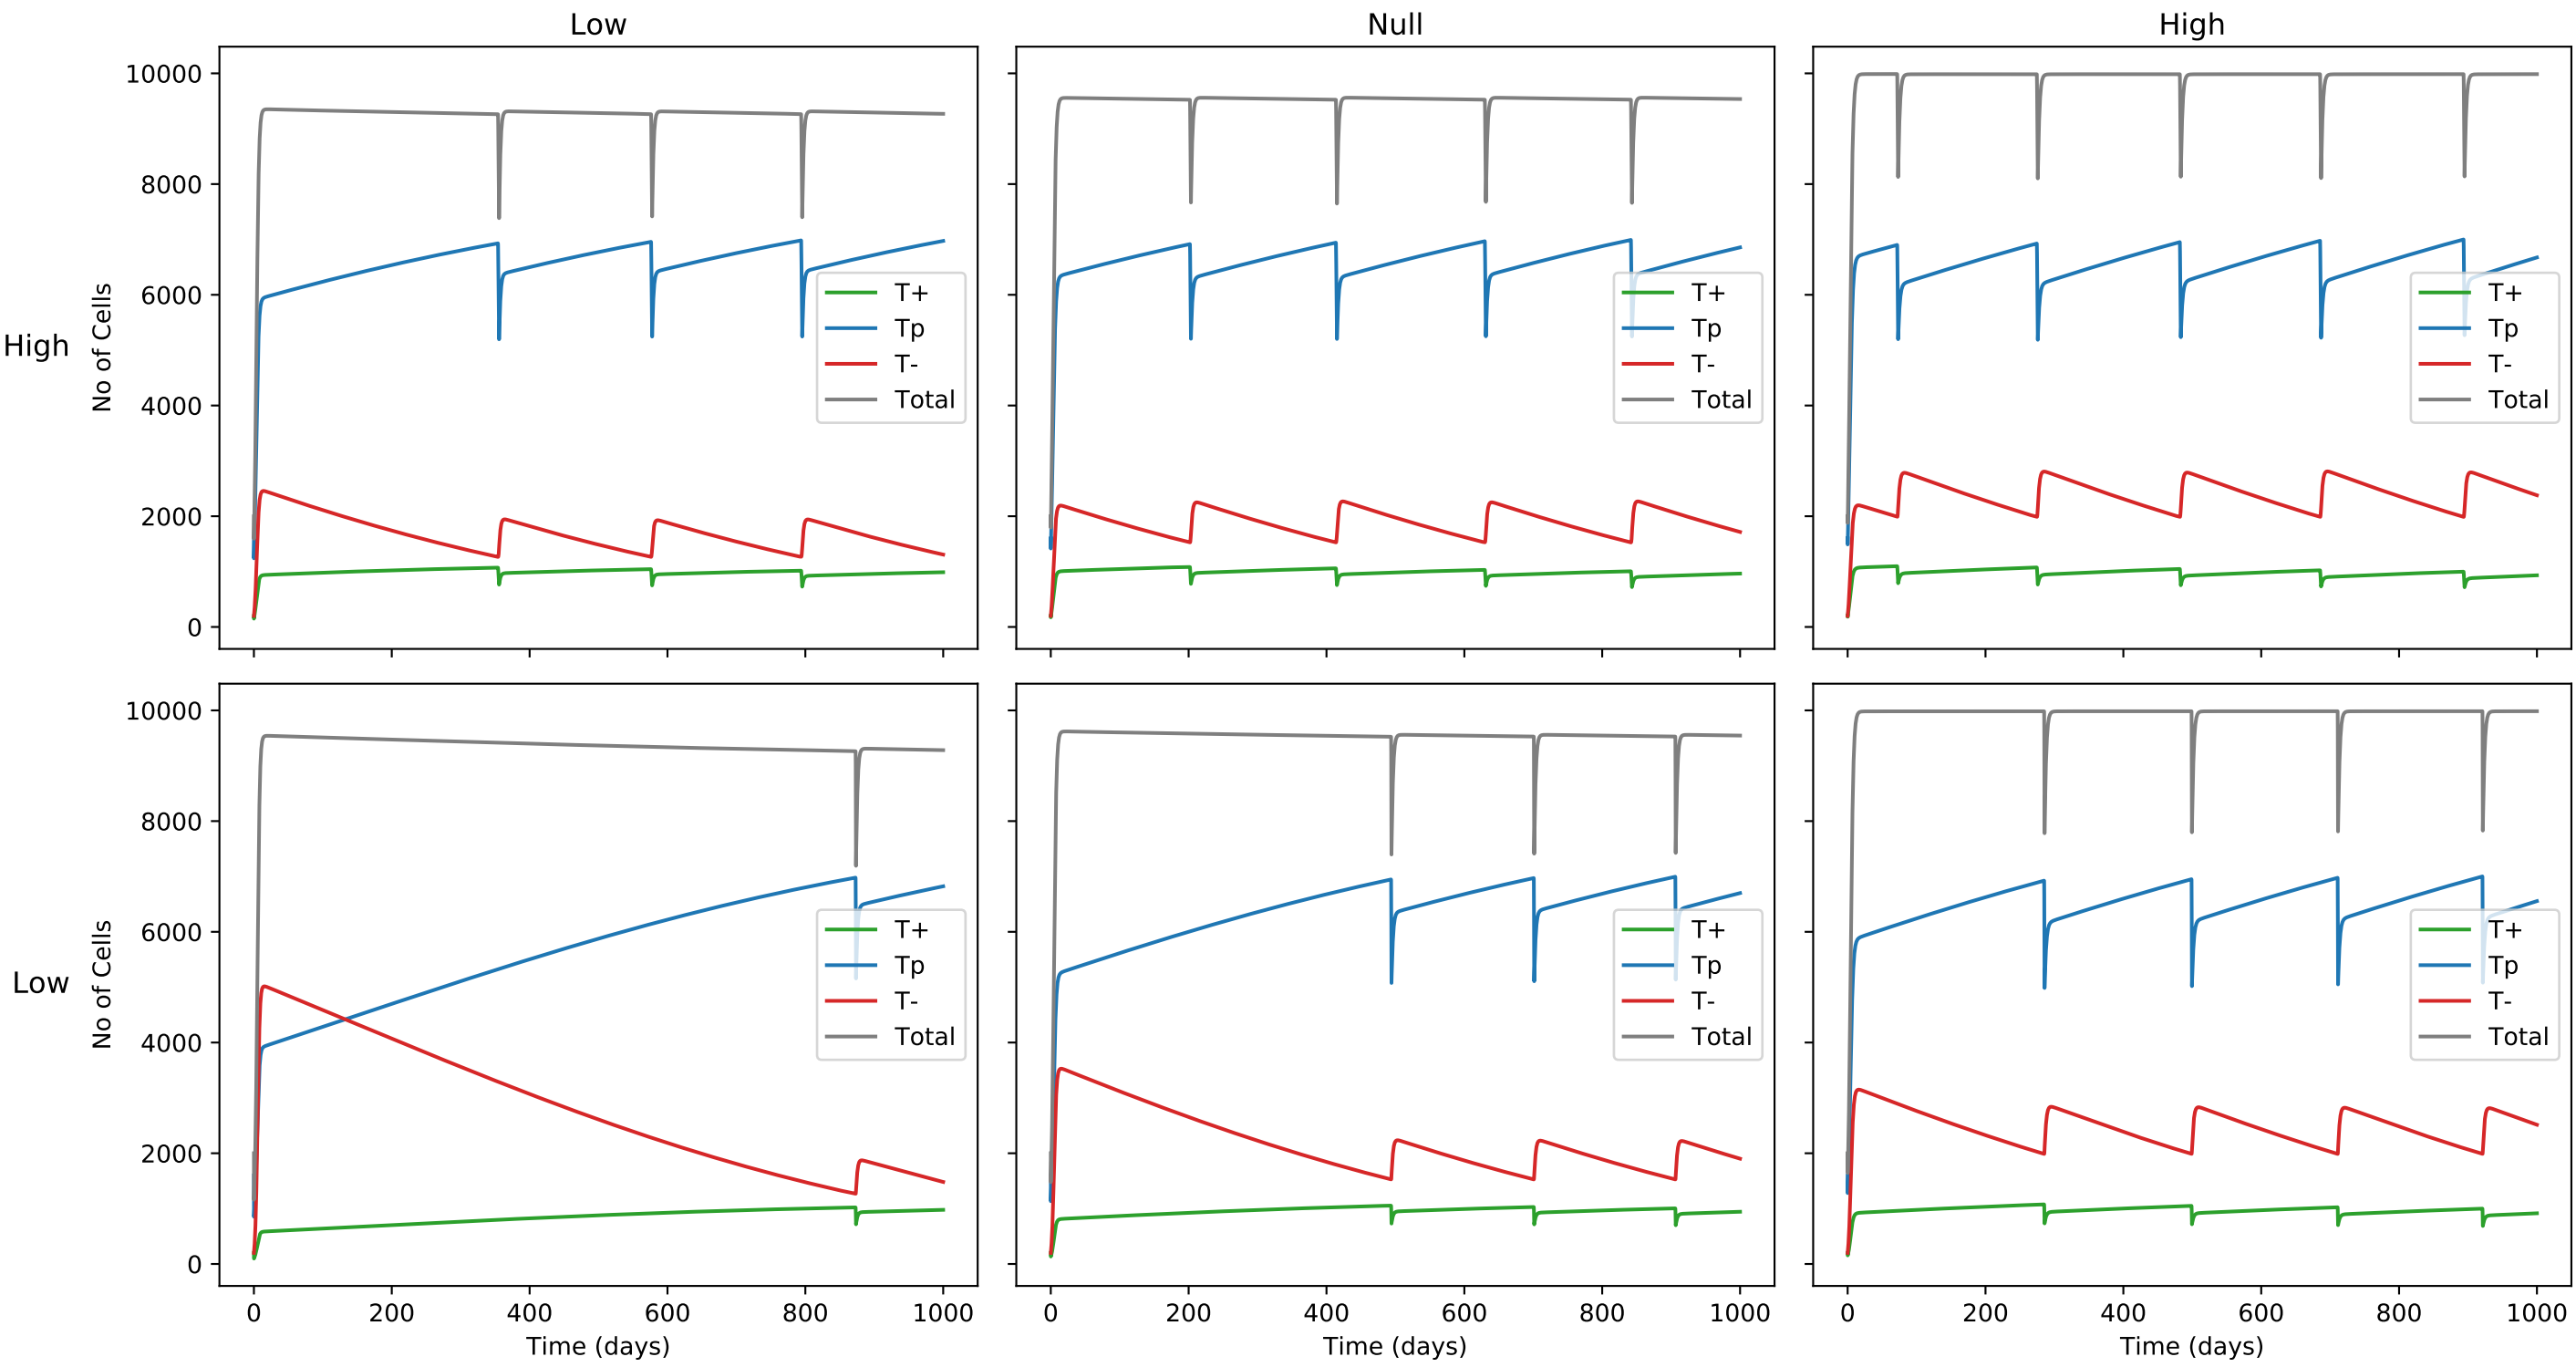 Low Null High
High
No of Cells
10000
8000
6000
4000
2000
0
T+
Tp
T-
Total
T+
Tp
T-
Total
T+
Tp
T-
Total
Low
No of Cells
10000
8000
6000
4000
2000
0
T+
Tp
T-
Total
T+
Tp
T-
Total
T+
Tp
T-
Total
0 200 400 600 800 1000
0 200 400 600 800 1000
0 200 400 600 800 1000
Time (days) Time (days) Time (days)